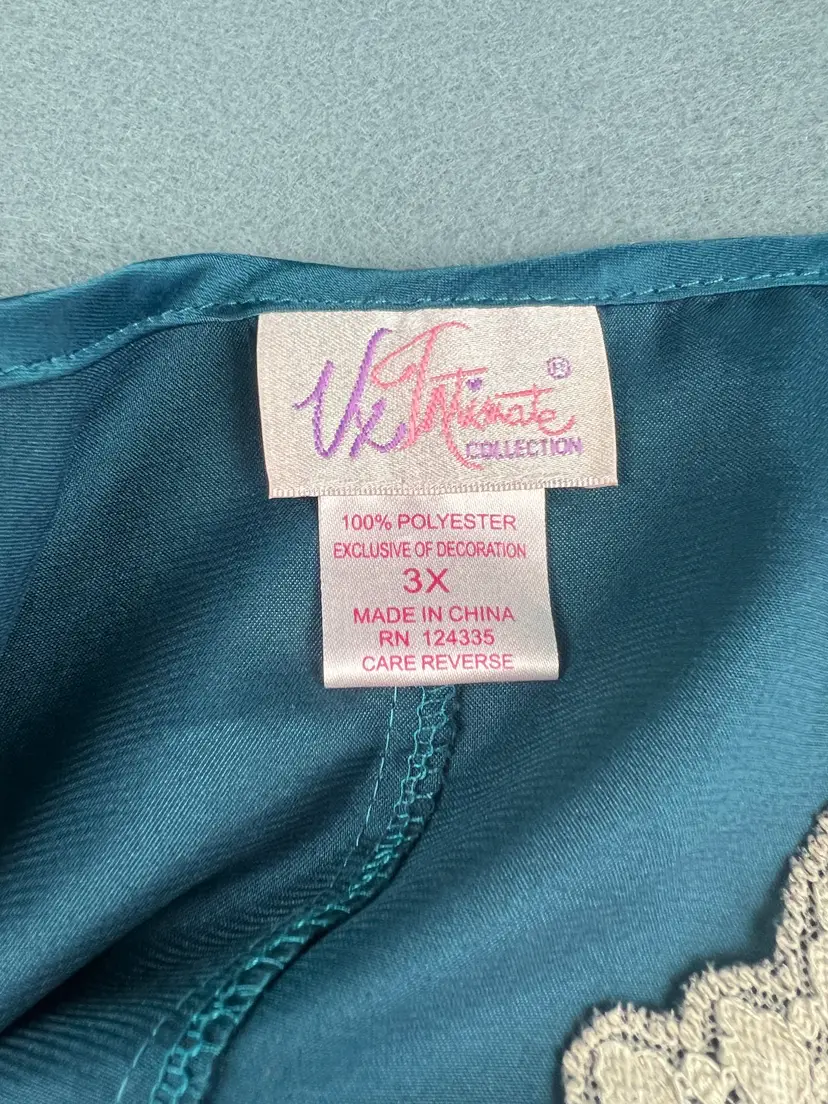 Vx Intimate ®
COLLECTION
100% POLYESTER
EXCLUSIVE OF DECORATION
3X
MADE IN CHINA
RN 124335
CARE REVERSE